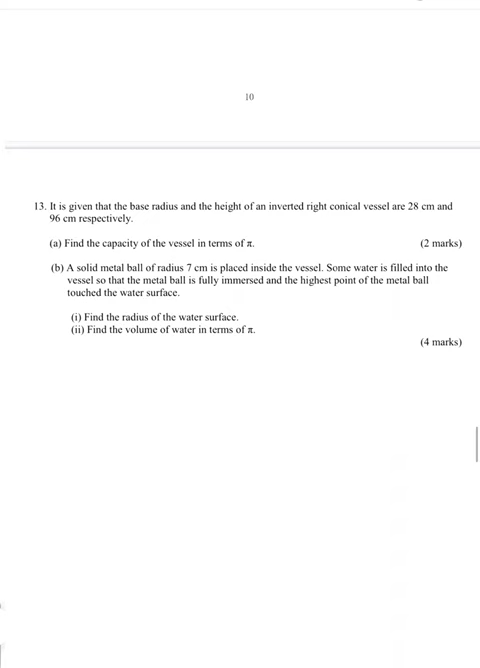 10
13. It is given that the base radius and the height of an inverted right conical vessel are 28 cm and
96 cm respectively.
(a) Find the capacity of the vessel in terms of π. (2 marks)
(b) A solid metal ball of radius 7 cm is placed inside the vessel. Some water is filled into the
vessel so that the metal ball is fully immersed and the highest point of the metal ball
touched the water surface.
(i) Find the radius of the water surface.
(ii) Find the volume of water in terms of π.
(4 marks)